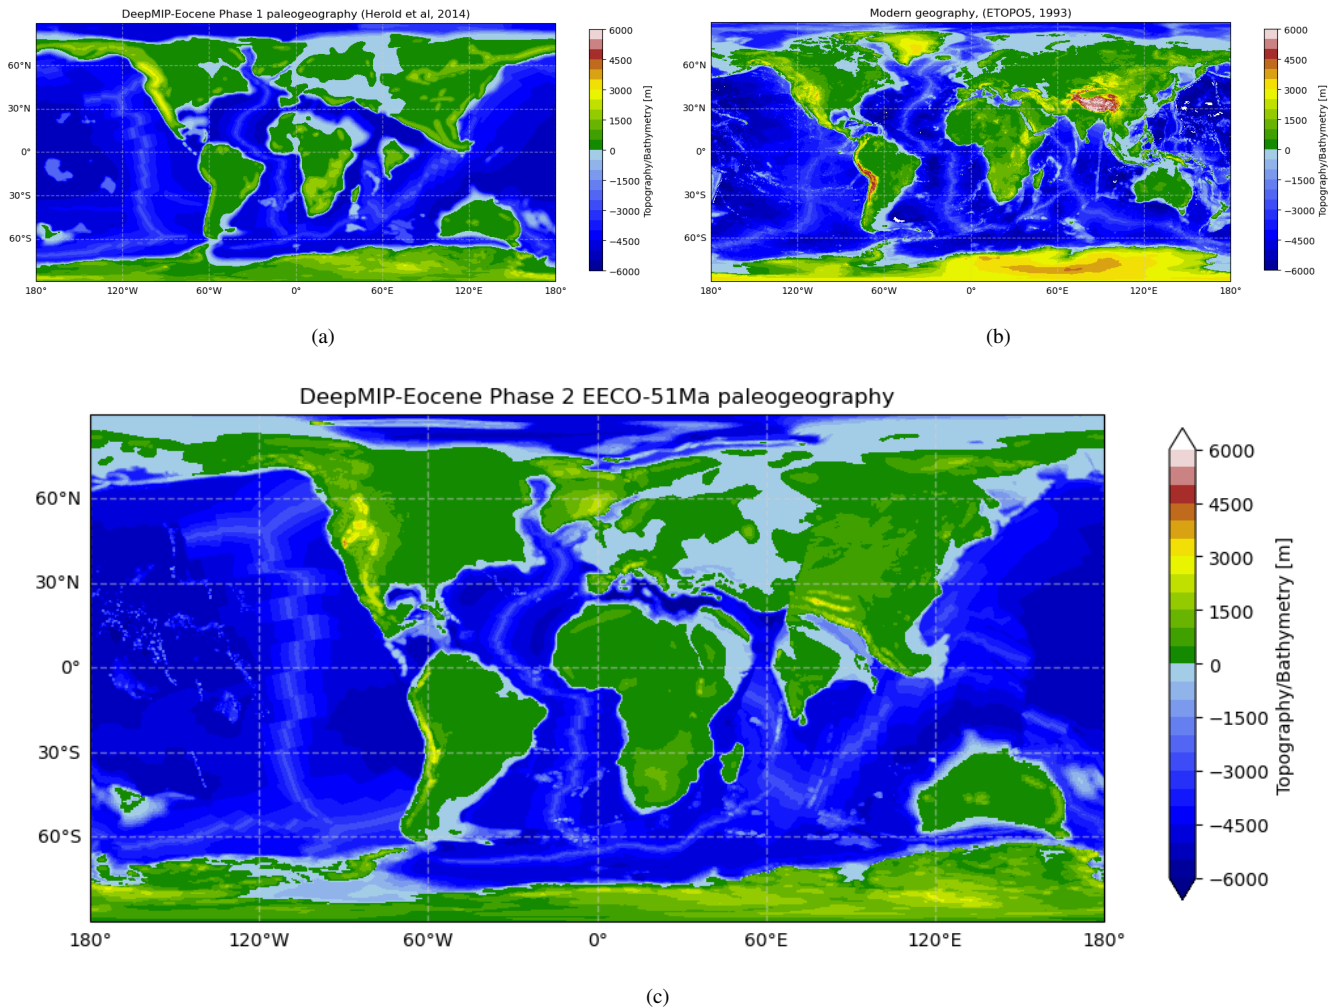 DeepMIP-Eocene Phase 1 paleogeography (Herold et al, 2014)
60°N
30°N
0°
30°S
60°S
180°
120°W
60°W
0°
60°E
120°E
180°
6000
4500
3000
1500
0
−1500
−3000
−4500
−6000
Topography/Bathymetry [m]
(a)
Modern geography, (ETOPO5, 1993)
60°N
30°N
0°
30°S
60°S
180°
120°W
60°W
0°
60°E
120°E
180°
6000
4500
3000
1500
0
−1500
−3000
−4500
−6000
Topography/Bathymetry [m]
(b)
DeepMIP-Eocene Phase 2 EECO-51Ma paleogeography
60°N
30°N
0°
30°S
60°S
180°
120°W
60°W
0°
60°E
120°E
180°
6000
4500
3000
1500
0
−1500
−3000
−4500
−6000
Topography/Bathymetry [m]
(c)